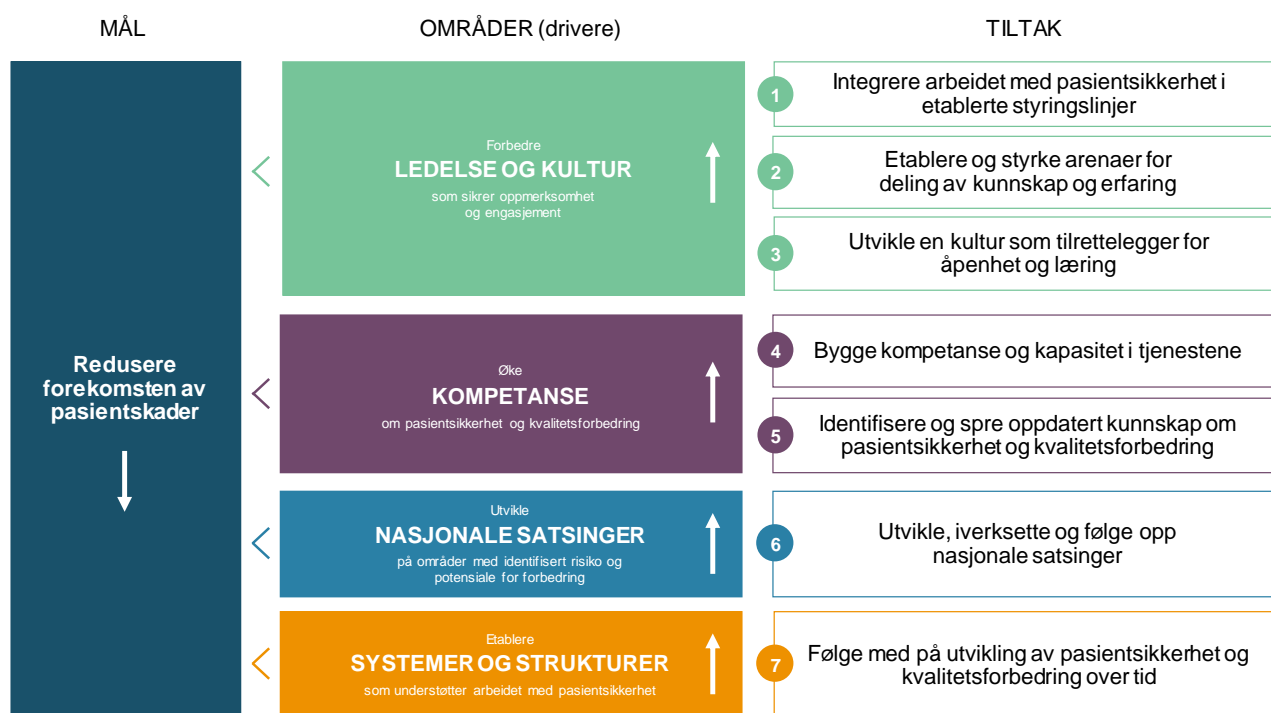 MÅL
OMRÅDER (drivere)
TILTAK
Redusere
forekomsten av
pasientskader
Forbedre
LEDELSE OG KULTUR
som sikrer oppmerksomhet
og engasjement
1
Integrere arbeidet med pasientsikkerhet i
etablerte styringslinjer
2
Etablere og styrke arenaer for
deling av kunnskap og erfaring
3
Utvikle en kultur som tilrettelegger for
åpenhet og læring
Øke
KOMPETANSE
om pasientsikkerhet og kvalitetsforbedring
4
Bygge kompetanse og kapasitet i tjenestene
5
Identifisere og spre oppdatert kunnskap om
pasientsikkerhet og kvalitetsforbedring
Utvikle
NASJONALE SATSINGER
på områder med identifisert risiko og
potensiale for forbedring
6
Utvikle, iverksette og følge opp
nasjonale satsinger
Etablere
SYSTEMER OG STRUKTURER
som understøtter arbeidet med pasientsikkerhet
7
Følge med på utvikling av pasientsikkerhet og
kvalitetsforbedring over tid